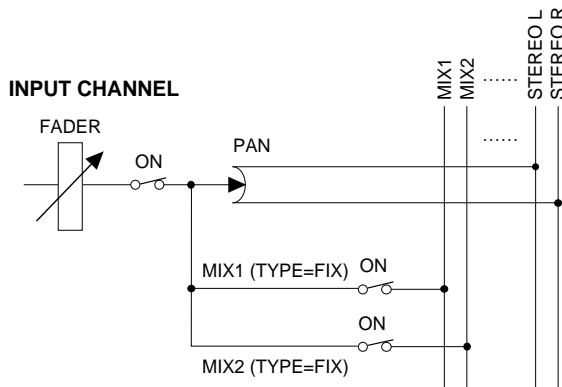 MIX1
MIX2
......
STEREO L
STEREO R
INPUT CHANNEL
......
FADER
ON
PAN
MIX1 (TYPE=FIX)
ON
ON
MIX2 (TYPE=FIX)